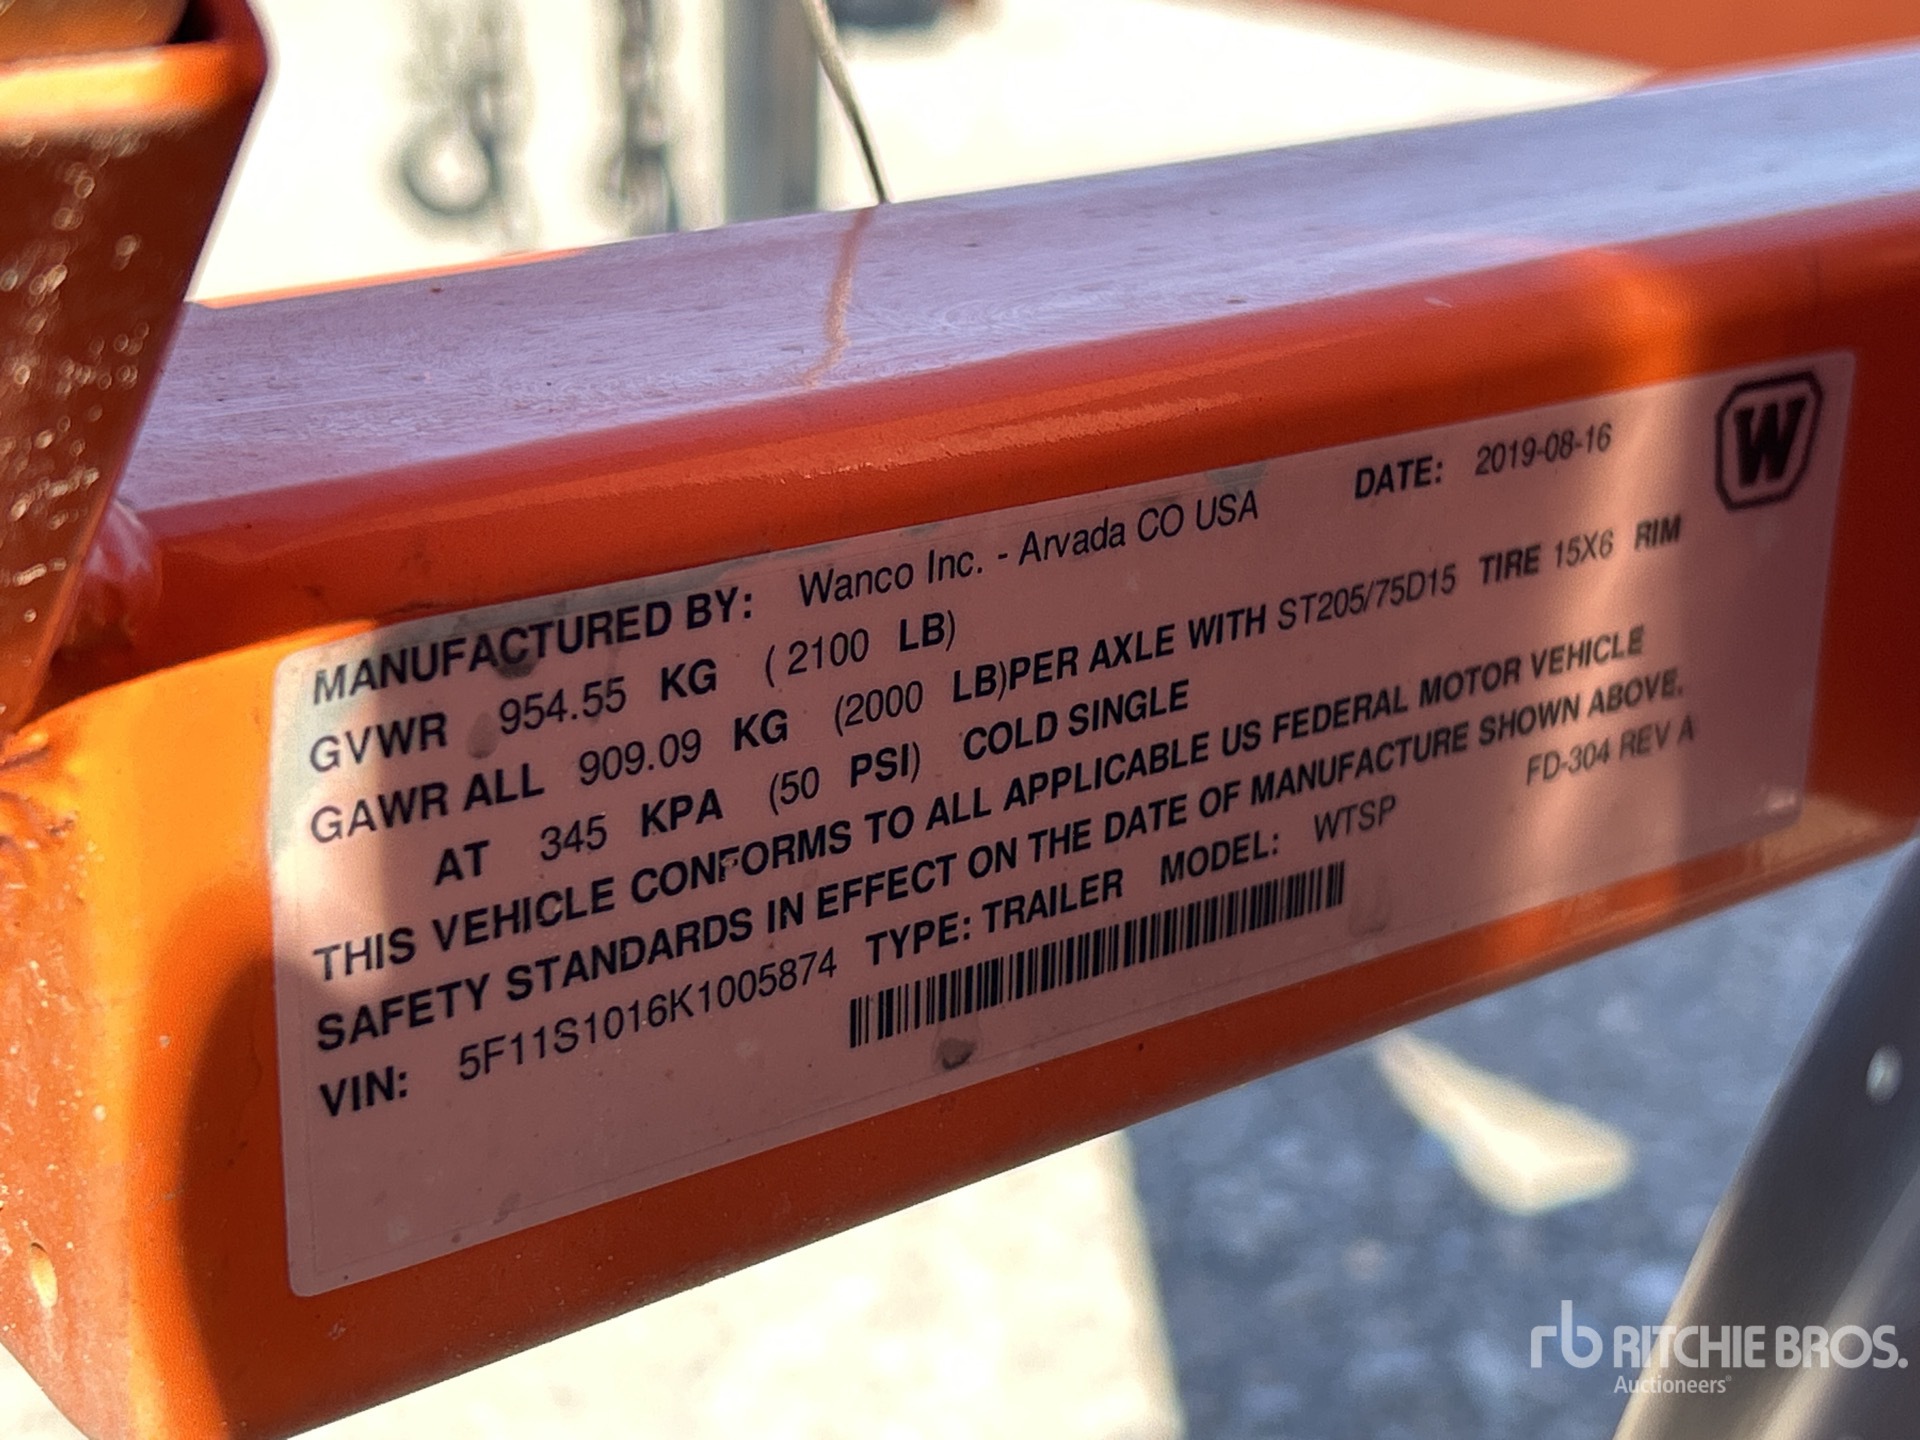 MANUFACTURED BY: Wanco Inc. - Arvada CO USA DATE: 2019-08-16 W
GVWR 954.55 KG ( 2100 LB)
GAWR ALL 909.09 KG (2000 LB)PER AXLE WITH ST205/75D15 TIRE 15X6 RIM
AT 345 KPA (50 PSI) COLD SINGLE
THIS VEHICLE CONFORMS TO ALL APPLICABLE US FEDERAL MOTOR VEHICLE
SAFETY STANDARDS IN EFFECT ON THE DATE OF MANUFACTURE SHOWN ABOVE.
VIN: 5F11S1016K1005874 TYPE: TRAILER MODEL: WTSP FD-304 REV A
rb RITCHIE BROS.
Auctioneers